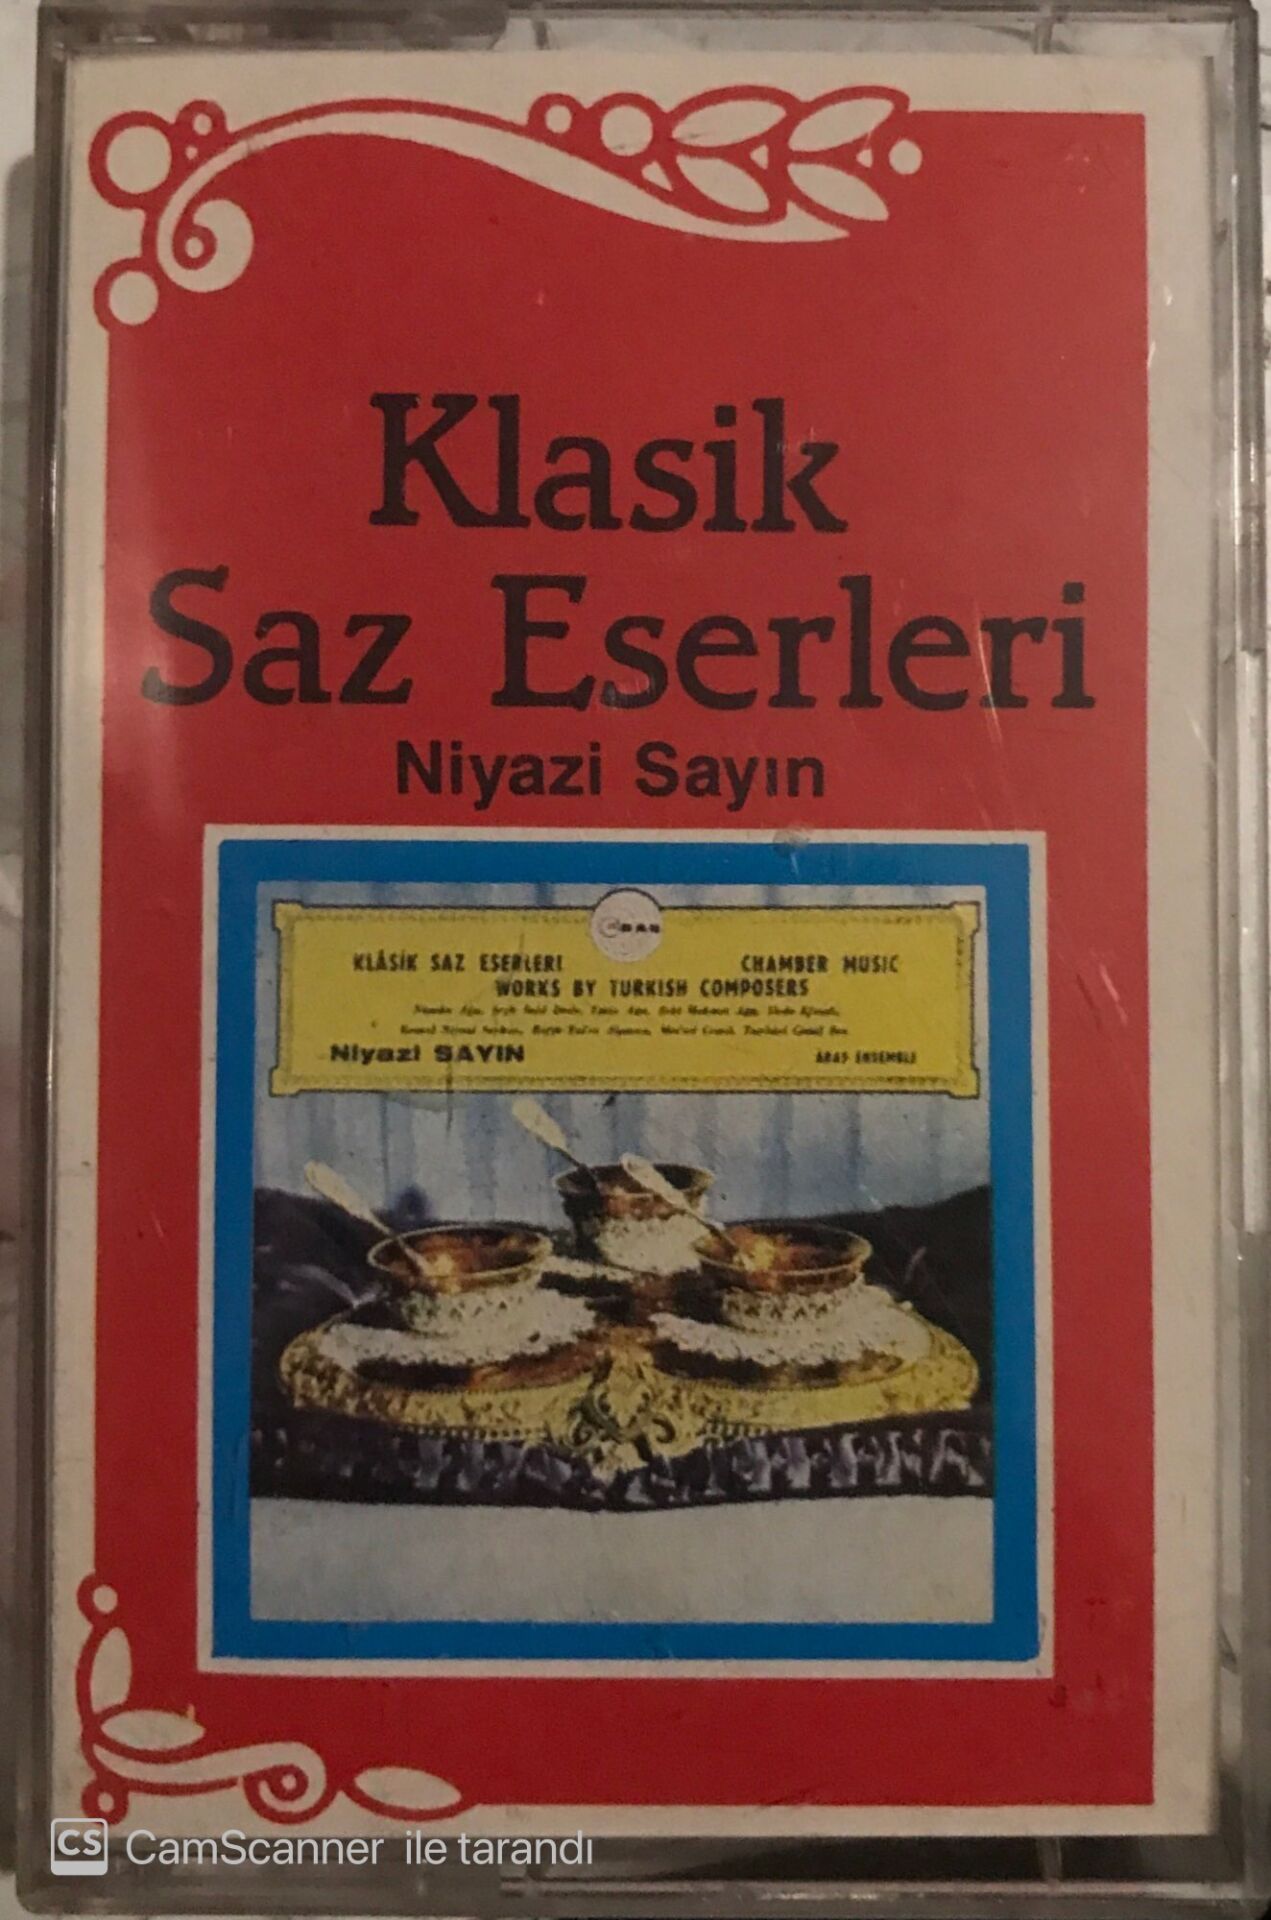 Klasik
Saz Eserleri
Niyazi Sayın
KLÂSİK SAZ ESERLERİ CHAMBER MUSIC
WORKS BY TURKISH COMPOSERS
Niyazi SAYIN ARAS ENSEMBLE
CS CamScanner ile tarandı